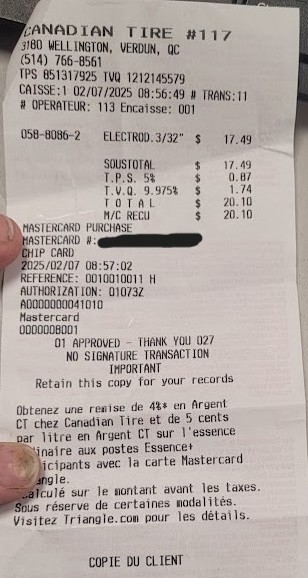 CANADIAN TIRE #117
3180 WELLINGTON, VERDUN, QC
(514) 766-8561
TPS 851317925 TVQ 1212145579
CAISSE:1 02/07/2025 08:56:49 # TRANS:11
# OPERATEUR: 113 Encaisse: 001
058-8086-2 ELECTROD.3/32" $ 17.49
SOUSTOTAL $ 17.49
T.P.S. 5% $ 0.87
T.V.Q. 9.975% $ 1.74
T O T A L $ 20.10
M/C RECU $ 20.10
MASTERCARD PURCHASE
MASTERCARD #:
CHIP CARD
2025/02/07 08:57:02
REFERENCE: 0010010011 H
AUTHORIZATION: 01073Z
A0000000041010
Mastercard
0000008001
01 APPROVED - THANK YOU 027
NO SIGNATURE TRANSACTION
IMPORTANT
Retain this copy for your records
Obtenez une remise de 4%* en Argent
CT chez Canadian Tire et de 5 cents
par litre en Argent CT sur l'essence
inaire aux postes Essence+
icipants avec la carte Mastercard
angle.
alculé sur le montant avant les taxes.
Sous réserve de certaines modalités.
Visitez Triangle.com pour les détails.
COPIE DU CLIENT